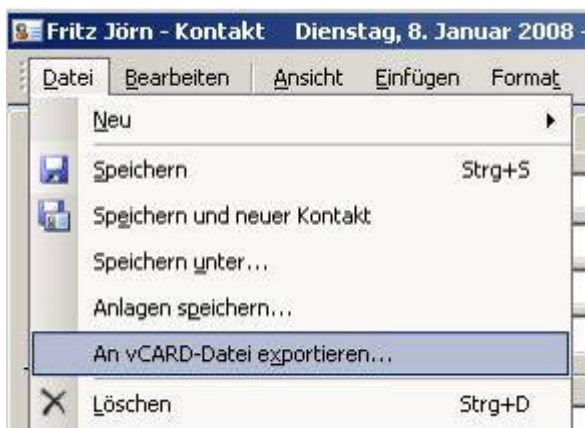 Fritz Jörn - Kontakt Dienstag, 8. Januar 2008 -
Datei Bearbeiten Ansicht Einfügen Format
Neu
Speichern Strg+S
Speichern und neuer Kontakt
Speichern unter...
Anlagen speichern...
An vCARD-Datei exportieren...
Löschen Strg+D